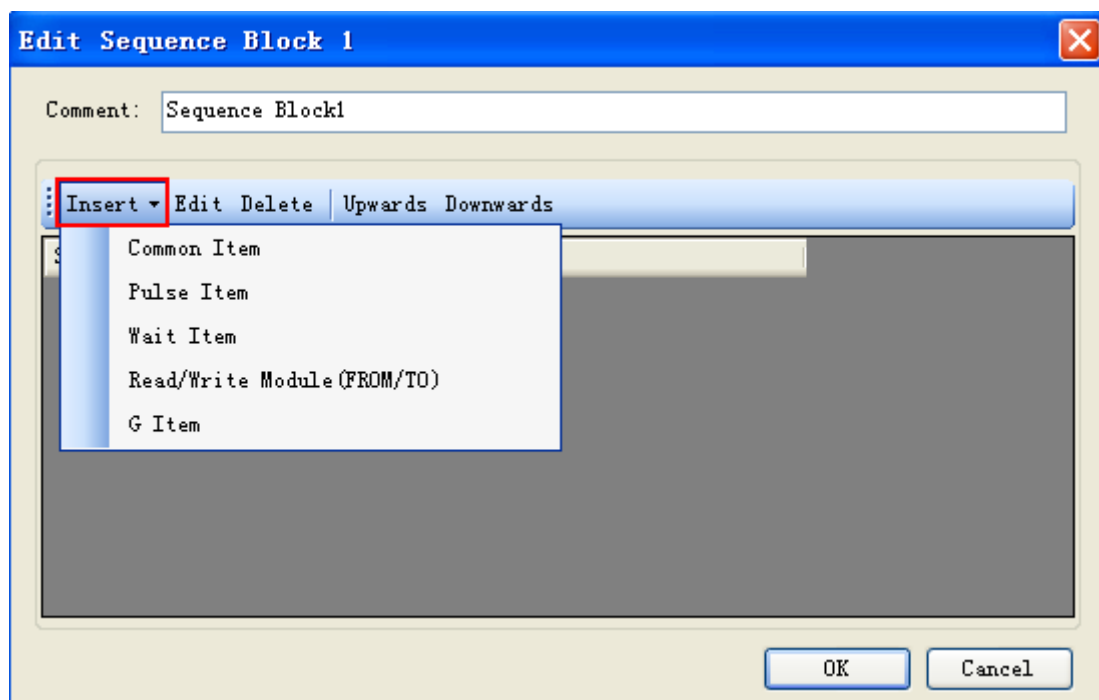 Edit Sequence Block 1
Comment: Sequence Block1
Insert Edit Delete Upwards Downwards
Common Item
Pulse Item
Wait Item
Read/Write Module(FROM/TO)
G Item
OK Cancel